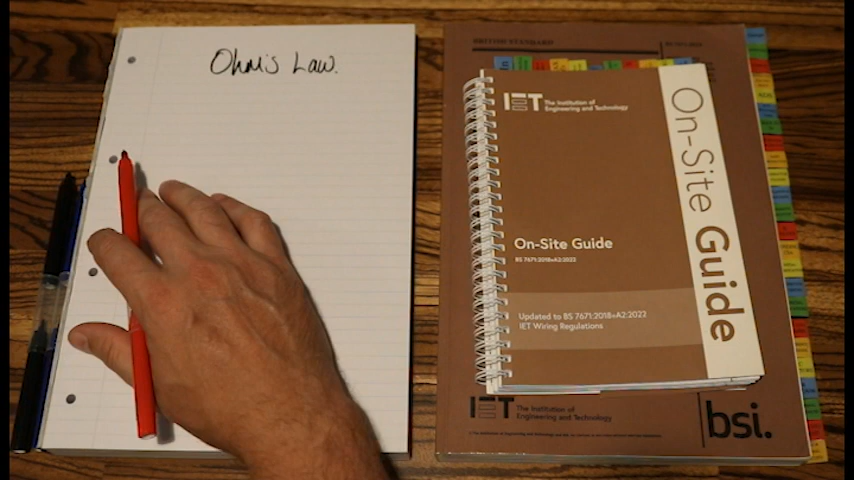 Ohm's Law.
BRITISH STANDARD
IET The Institution of
Engineering and Technology
On-Site Guide
On-Site Guide
BS 7671:2018+A2:2022
Updated to BS 7671:2018+A2:2022
IET Wiring Regulations
IET The Institution of
Engineering and Technology
bsi.